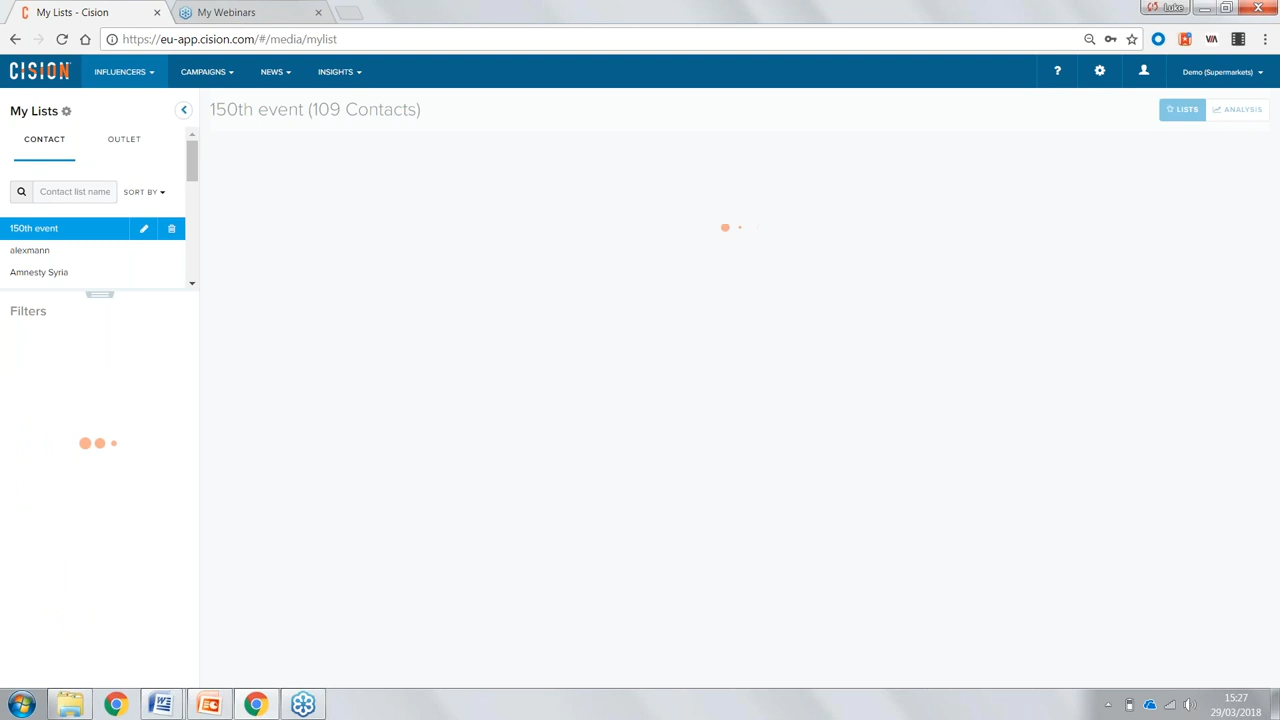 My Lists - Cision
My Webinars
Luke
https://eu-app.cision.com/#/media/mylist
CISION
INFLUENCERS
CAMPAIGNS
NEWS
INSIGHTS
?
Demo (Supermarkets)
My Lists
150th event (109 Contacts)
LISTS
ANALYSIS
CONTACT
OUTLET
Contact list name
SORT BY
150th event
alexmann
Amnesty Syria
Filters
15:27
29/03/2018